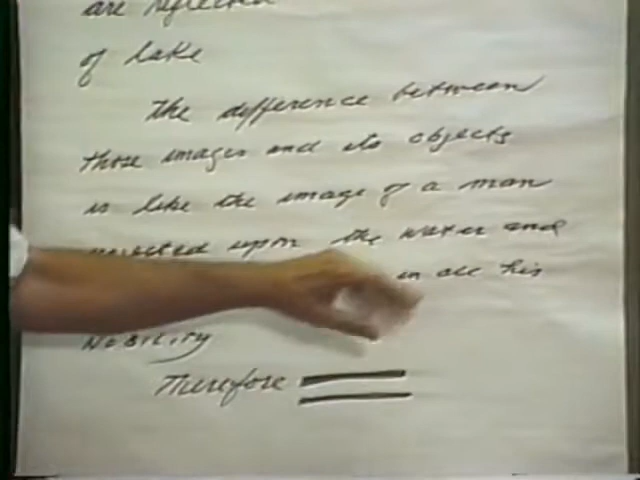 are reflected
of lake
The difference between
those images and its objects
is like the image of a man
upon the water and
in all his
NOBILITY
Therefore